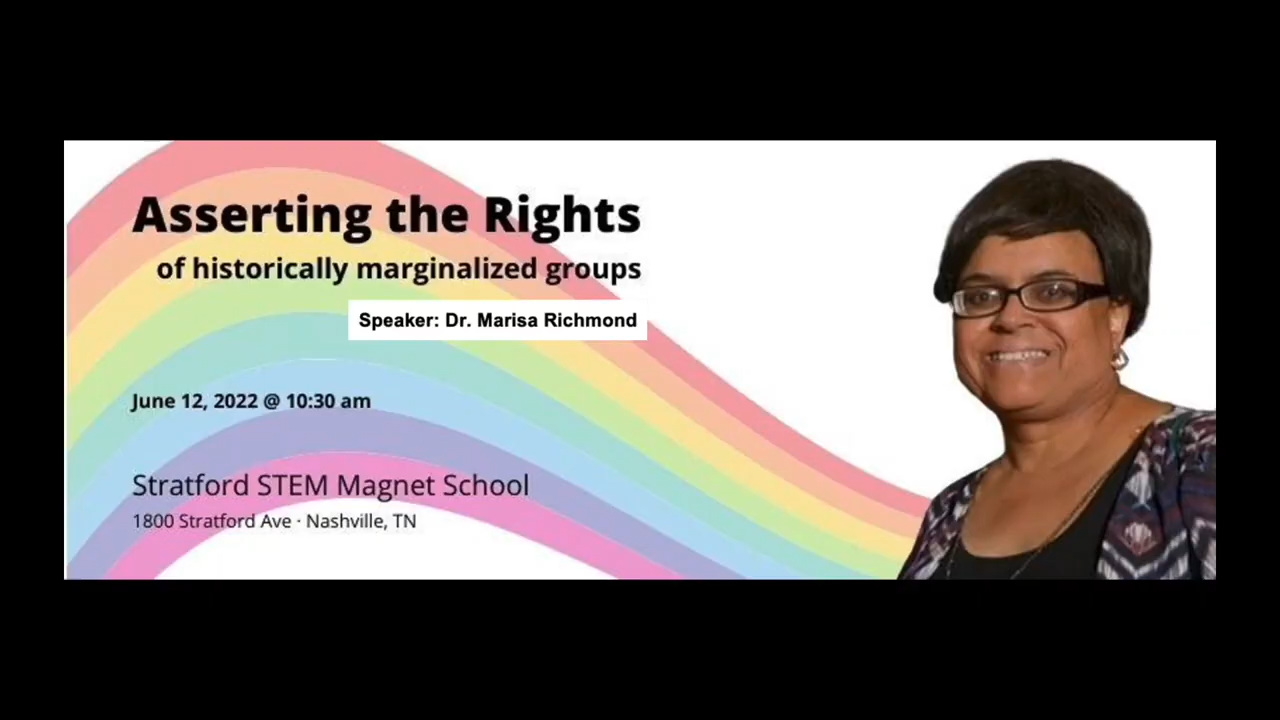 Asserting the Rights
of historically marginalized groups
Speaker: Dr. Marisa Richmond
June 12, 2022 @ 10:30 am
Stratford STEM Magnet School
1800 Stratford Ave · Nashville, TN